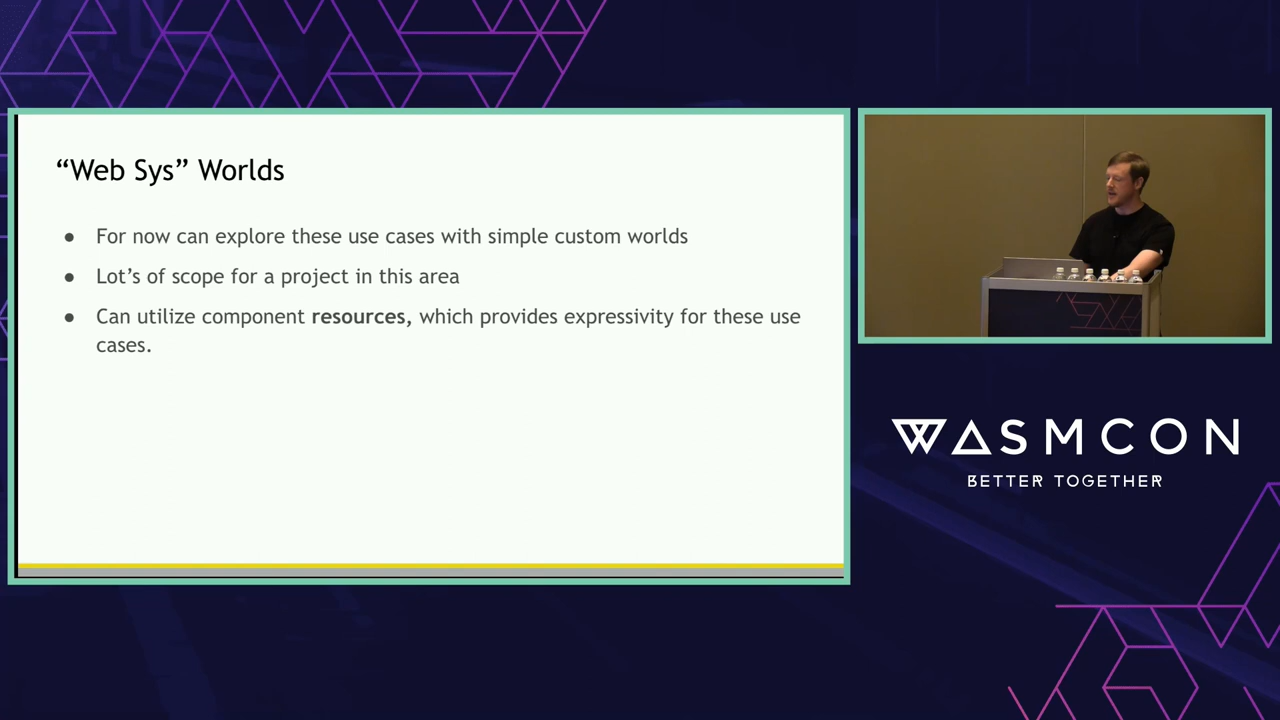 “Web Sys” Worlds
● For now can explore these use cases with simple custom worlds
● Lot’s of scope for a project in this area
● Can utilize component resources, which provides expressivity for these use
cases.
WASMCON
BETTER TOGETHER